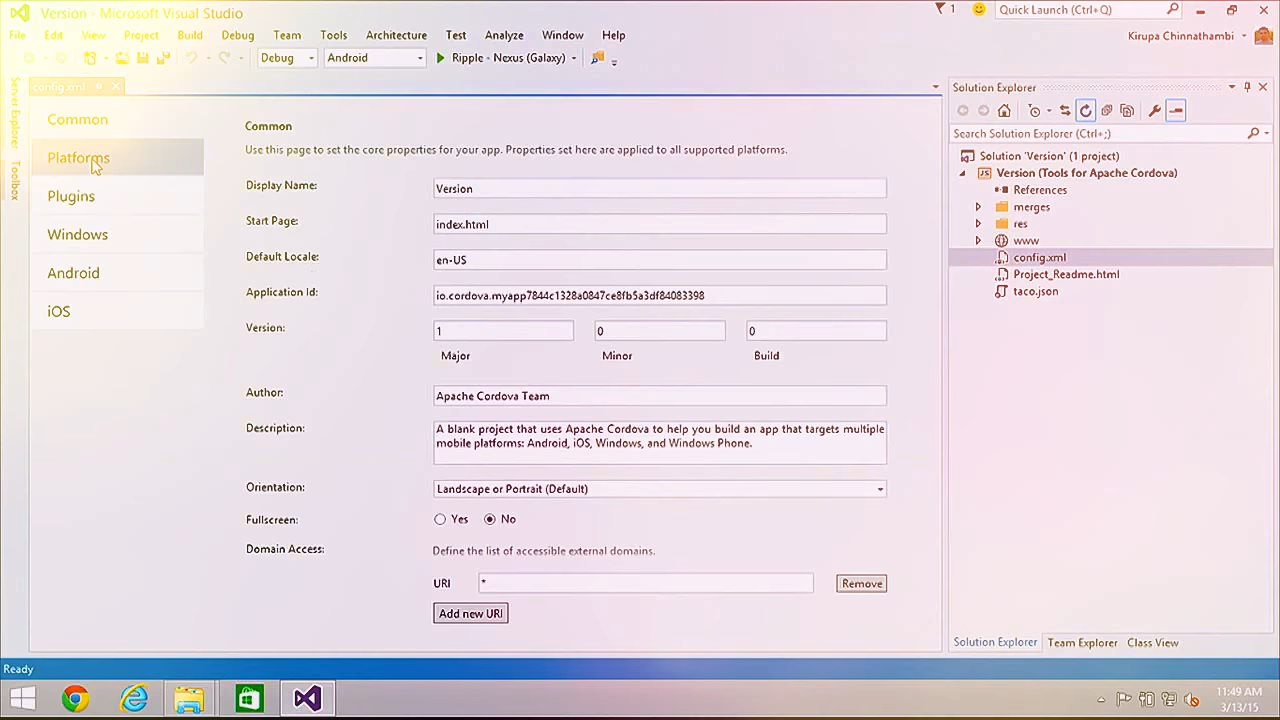 Version - Microsoft Visual Studio
1
Quick Launch (Ctrl+Q)
File Edit View Project Build Debug Team Tools Architecture Test Analyze Window Help
Kirupa Chinnathambi
Debug Android Ripple - Nexus (Galaxy)
Server Explorer
Toolbox
config.xml
Common
Platforms
Plugins
Windows
Android
iOS
Common
Use this page to set the core properties for your app. Properties set here are applied to all supported platforms.
Display Name: Version
Start Page: index.html
Default Locale: en-US
Application Id: io.cordova.myapp7844c1328a0847ce8fb5a3df84083398
Version: 1 0 0
Major Minor Build
Author: Apache Cordova Team
Description: A blank project that uses Apache Cordova to help you build an app that targets multiple
mobile platforms: Android, iOS, Windows, and Windows Phone.
Orientation: Landscape or Portrait (Default)
Fullscreen: Yes No
Domain Access: Define the list of accessible external domains.
URI * Remove
Add new URI
Solution Explorer
Search Solution Explorer (Ctrl+;)
Solution 'Version' (1 project)
Version (Tools for Apache Cordova)
References
merges
res
www
config.xml
Project_Readme.html
taco.json
Solution Explorer Team Explorer Class View
Ready
11:49 AM
3/13/15